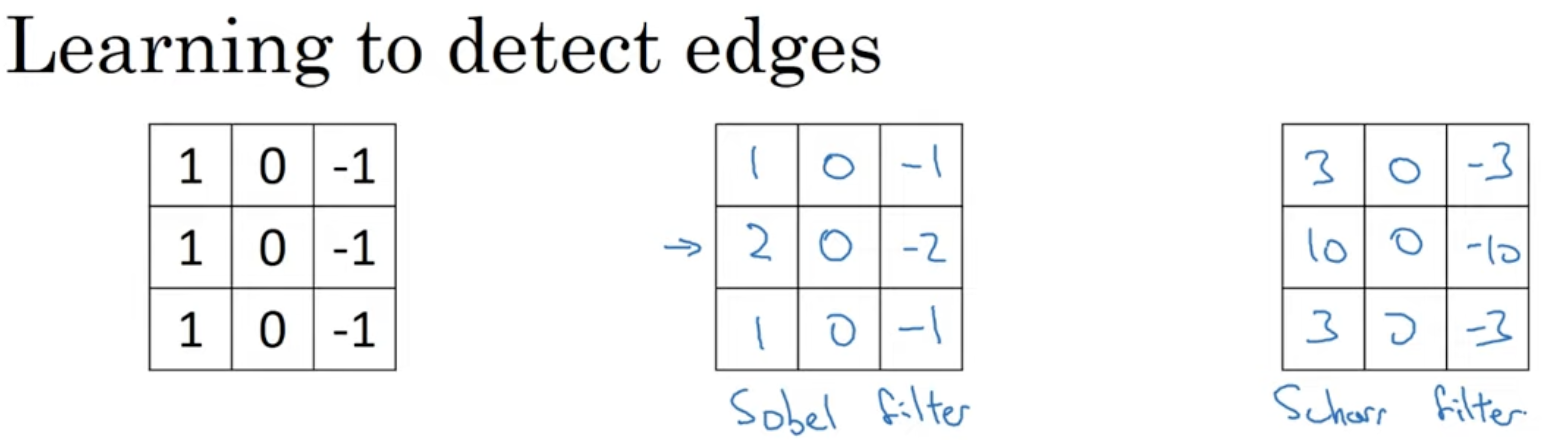 Learning to detect edges
1 0 -1 1 0 -1 3 0 -3
1 0 -1 → 2 0 -2 10 0 -10
1 0 -1 1 0 -1 3 0 -3
Sobel filter Scharr filter